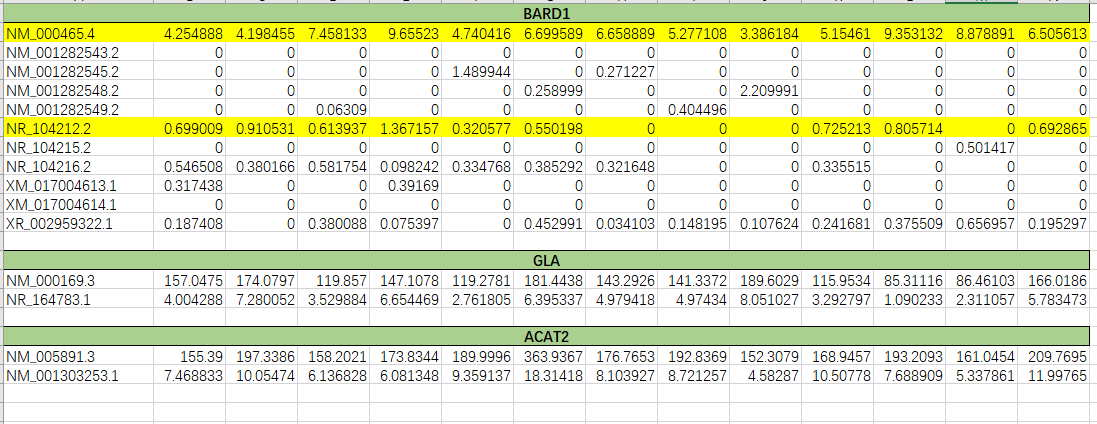 BARD1
NM_000465.4 4.254888 4.198455 7.458133 9.65523 4.740416 6.699589 6.658889 5.277108 3.386184 5.15461 9.353132 8.878891 6.505613
NM_001282543.2 0 0 0 0 0 0 0 0 0 0 0 0 0
NM_001282545.2 0 0 0 0 1.489944 0 0.271227 0 0 0 0 0 0
NM_001282548.2 0 0 0 0 0 0.258999 0 0 2.209991 0 0 0 0
NM_001282549.2 0 0 0.06309 0 0 0 0 0.404496 0 0 0 0 0
NR_104212.2 0.699009 0.910531 0.613937 1.367157 0.320577 0.550198 0 0 0 0.725213 0.805714 0 0.692865
NR_104215.2 0 0 0 0 0 0 0 0 0 0 0 0.501417 0
NR_104216.2 0.546508 0.380166 0.581754 0.098242 0.334768 0.385292 0.321648 0 0 0.335515 0 0 0
XM_017004613.1 0.317438 0 0 0.39169 0 0 0 0 0 0 0 0 0
XM_017004614.1 0 0 0 0 0 0 0 0 0 0 0 0 0
XR_002959322.1 0.187408 0 0.380088 0.075397 0 0.452991 0.034103 0.148195 0.107624 0.241681 0.375509 0.656957 0.195297
GLA
NM_000169.3 157.0475 174.0797 119.857 147.1078 119.2781 181.4438 143.2926 141.3372 189.6029 115.9534 85.31116 86.46103 166.0186
NR_164783.1 4.004288 7.280052 3.529884 6.654469 2.761805 6.395337 4.979418 4.97434 8.051027 3.292797 1.090233 2.311057 5.783473
ACAT2
NM_005891.3 155.39 197.3386 158.2021 173.8344 189.9996 363.9367 176.7653 192.8369 152.3079 168.9457 193.2093 161.0454 209.7695
NM_001303253.1 7.468833 10.05474 6.136828 6.081348 9.359137 18.31418 8.103927 8.721257 4.58287 10.50778 7.688909 5.337861 11.99765